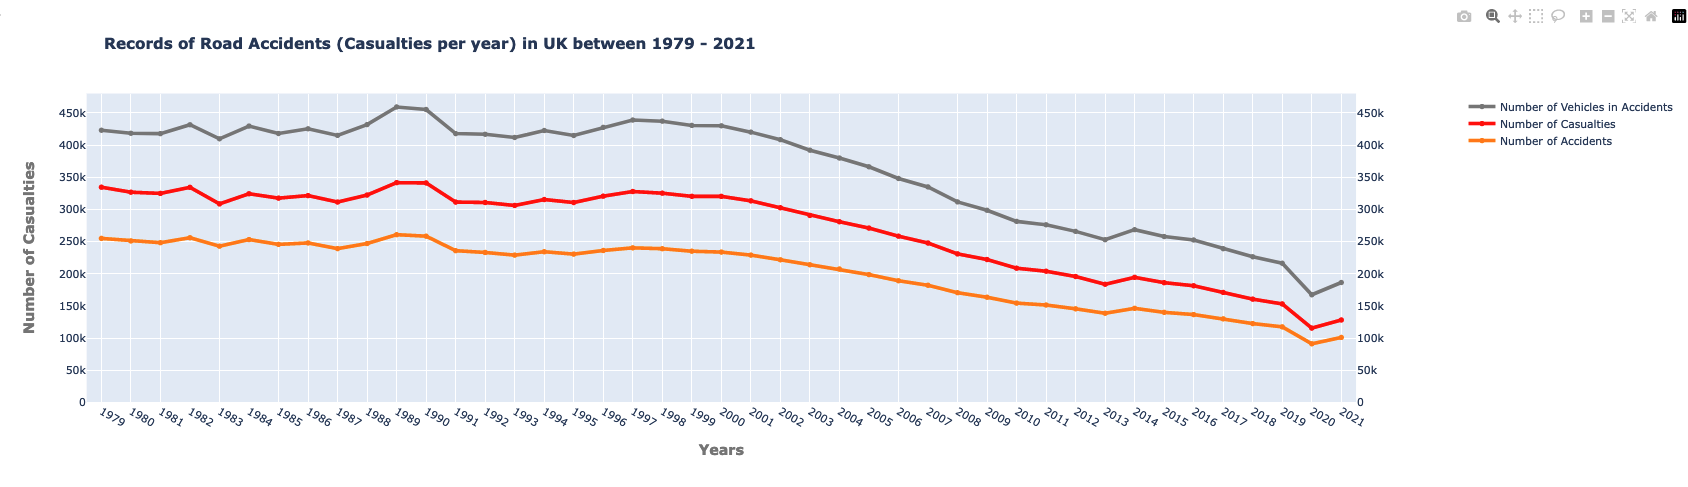 Records of Road Accidents (Casualties per year) in UK between 1979 - 2021
Number of Vehicles in Accidents
Number of Casualties
Number of Accidents
Number of Casualties
450k
400k
350k
300k
250k
200k
150k
100k
50k
0
450k
400k
350k
300k
250k
200k
150k
100k
50k
0
1979 1980 1981 1982 1983 1984 1985 1986 1987 1988 1989 1990 1991 1992 1993 1994 1995 1996 1997 1998 1999 2000 2001 2002 2003 2004 2005 2006 2007 2008 2009 2010 2011 2012 2013 2014 2015 2016 2017 2018 2019 2020 2021
Years